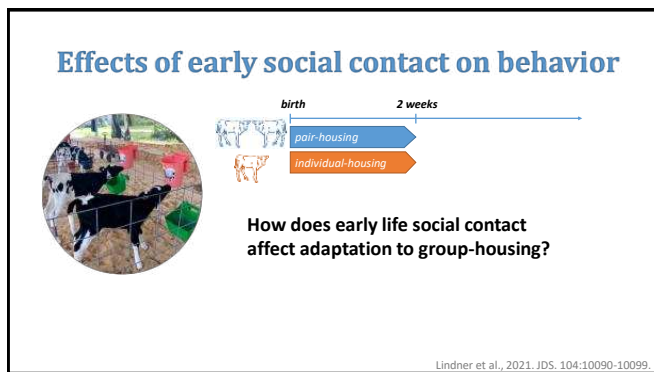 Effects of early social contact on behavior
birth
2 weeks
pair-housing
individual-housing
How does early life social contact
affect adaptation to group-housing?
Lindner et al., 2021. JDS. 104:10090-10099.